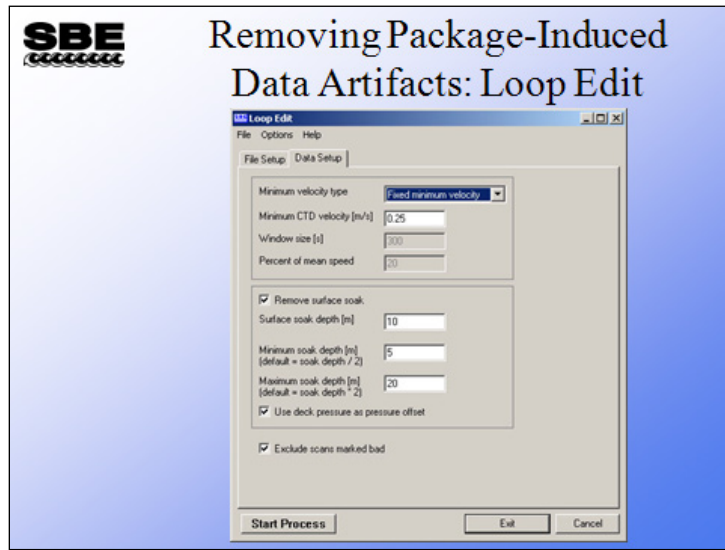 SBE
Removing Package-Induced
Data Artifacts: Loop Edit
Loop Edit
File Options Help
File Setup Data Setup
Minimum velocity type Fixed minimum velocity
Minimum CTD velocity [m/s] 0.25
Window size [s] 300
Percent of mean speed 20
Remove surface soak
Surface soak depth [m] 10
Minimum soak depth [m] 5
(default = soak depth / 2)
Maximum soak depth [m] 20
(default = soak depth * 2)
Use deck pressure as pressure offset
Exclude scans marked bad
Start Process Exit Cancel